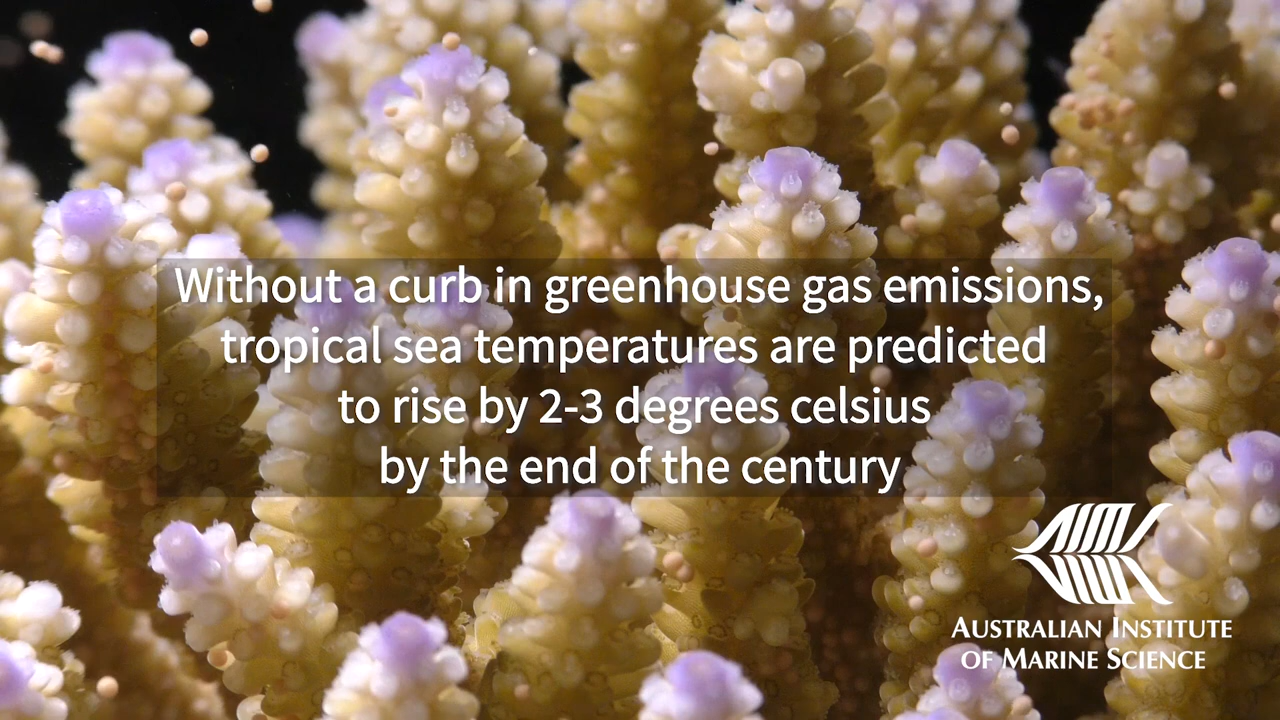 Without a curb in greenhouse gas emissions,
tropical sea temperatures are predicted
to rise by 2-3 degrees celsius
by the end of the century
AIMS
AUSTRALIAN INSTITUTE
OF MARINE SCIENCE